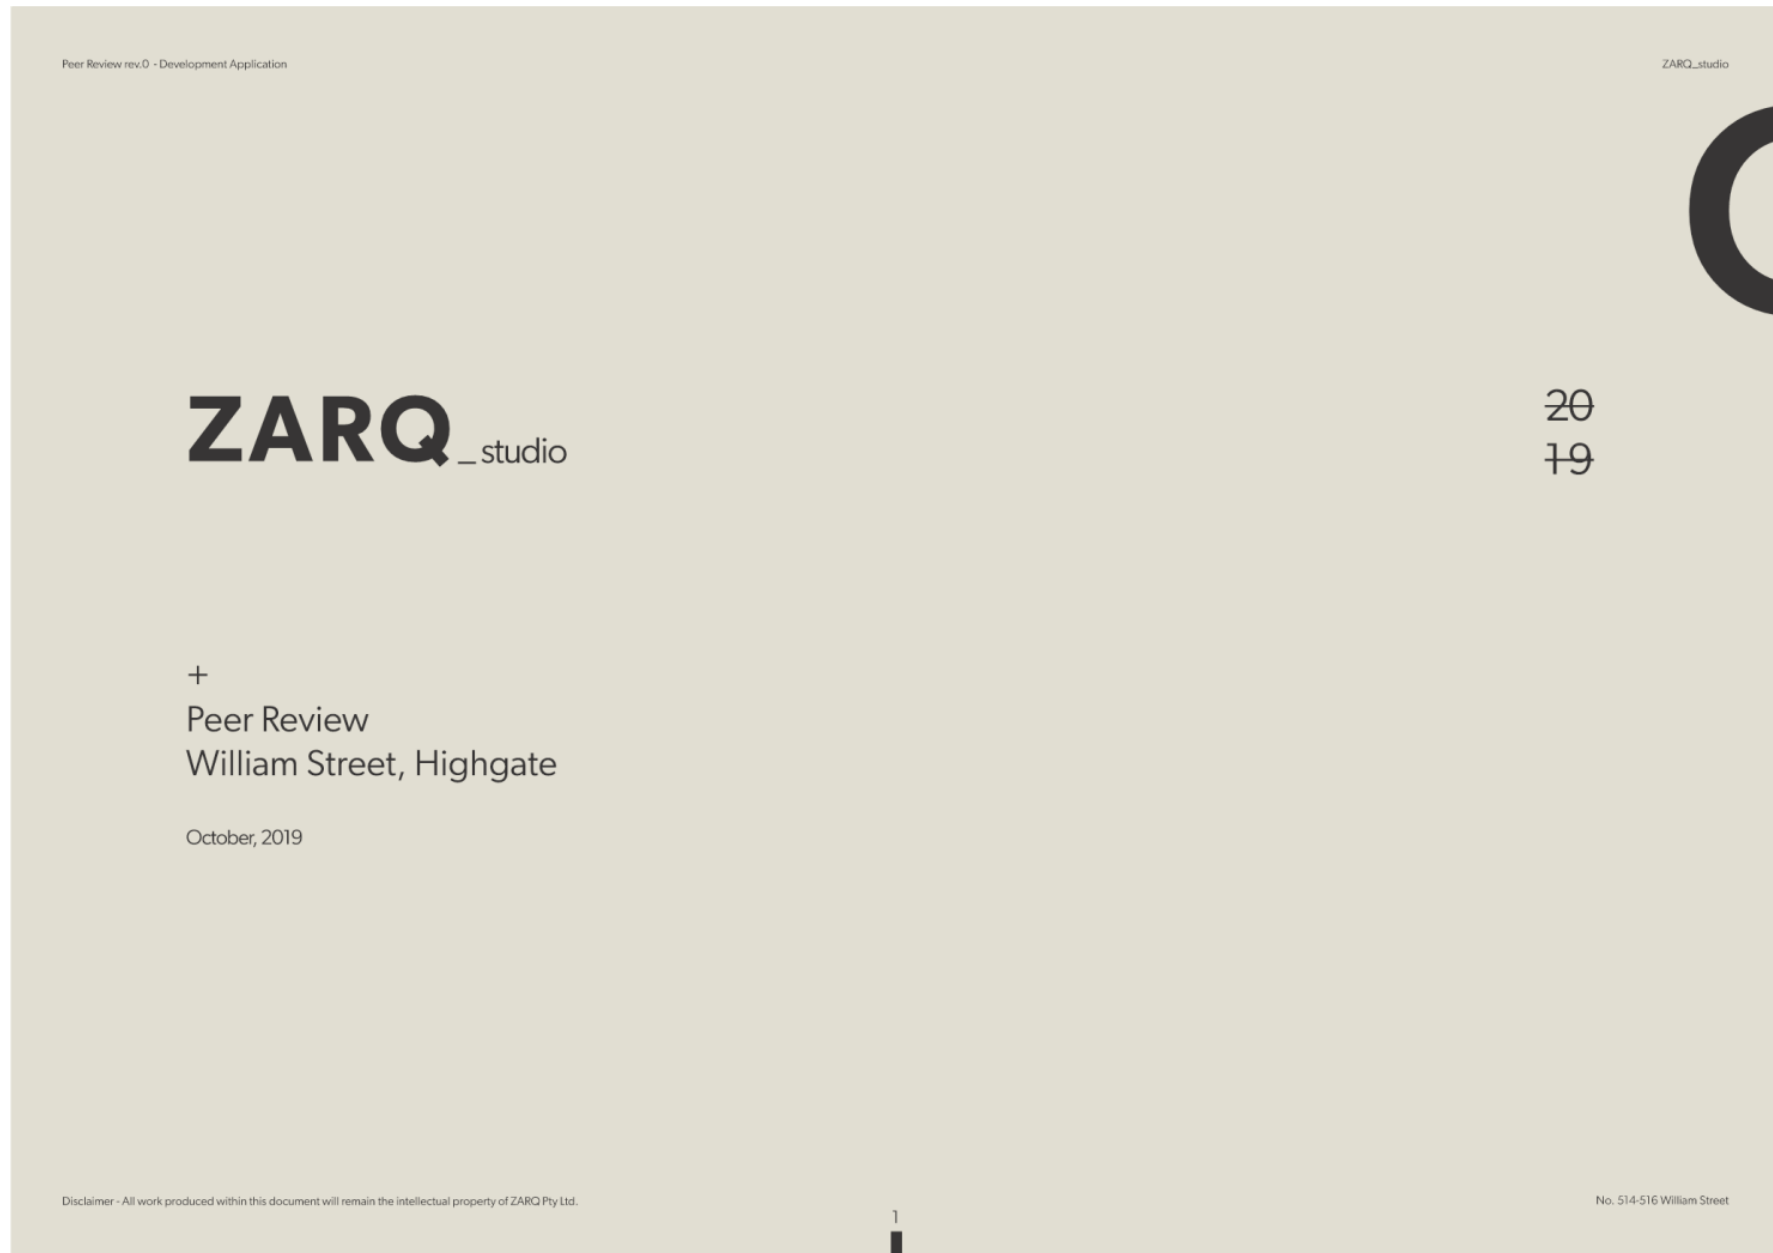 Peer Review rev.0 - Development Application
ZARQ_studio
ZARQ_studio
20
19
+
Peer Review
William Street, Highgate
October, 2019
Disclaimer - All work produced within this document will remain the intellectual property of ZARQ Pty Ltd.
1
No. 514-516 William Street